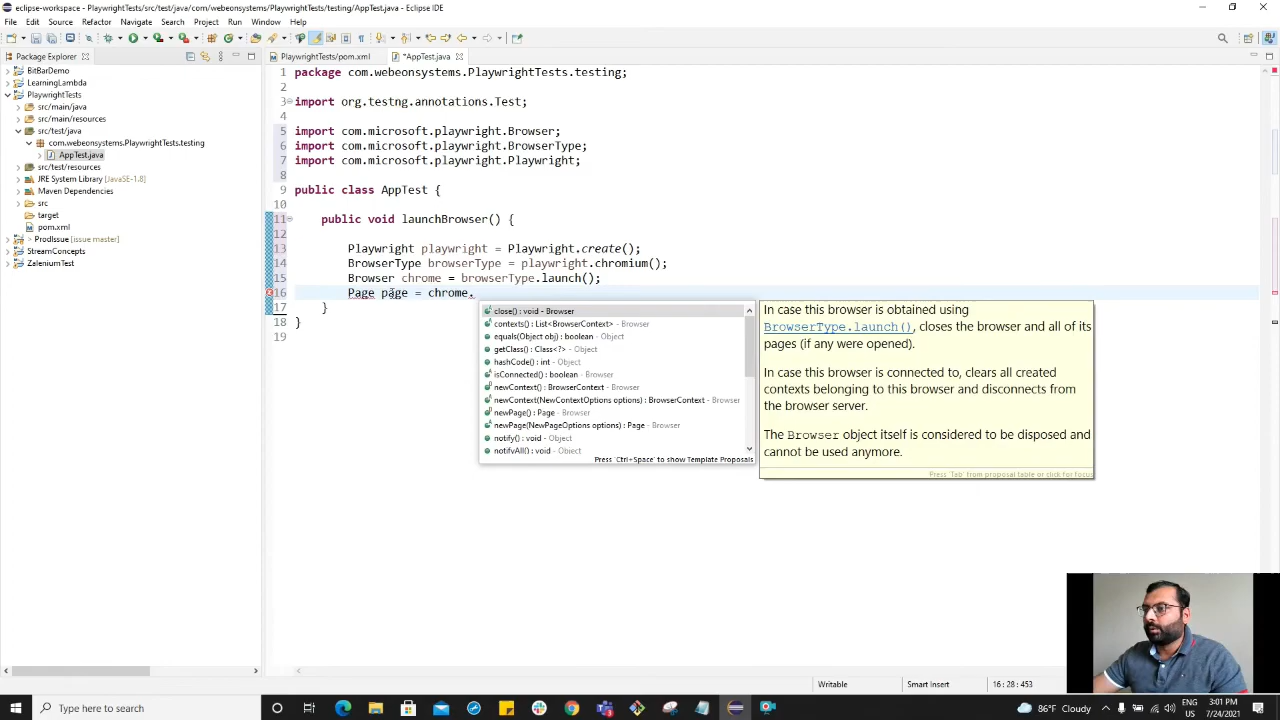 eclipse-workspace - PlaywrightTests/src/test/java/com/webeonsystems/PlaywrightTests/testing/AppTest.java - Eclipse IDE
File Edit Source Refactor Navigate Search Project Run Window Help
Package Explorer
PlaywrightTests/pom.xml
*AppTest.java
BitBarDemo
LearningLambda
PlaywrightTests
src/main/java
src/main/resources
src/test/java
com.webeonsystems.PlaywrightTests.testing
AppTest.java
src/test/resources
JRE System Library [JavaSE-1.8]
Maven Dependencies
src
target
pom.xml
> ProdIssue [issue master]
StreamConcepts
ZaleniumTest
1 package com.webeonsystems.PlaywrightTests.testing;
2
3 import org.testng.annotations.Test;
4
5 import com.microsoft.playwright.Browser;
6 import com.microsoft.playwright.BrowserType;
7 import com.microsoft.playwright.Playwright;
8
9 public class AppTest {
10
11 public void launchBrowser() {
12
13 Playwright playwright = Playwright.create();
14 BrowserType browserType = playwright.chromium();
15 Browser chrome = browserType.launch();
16 Page page = chrome.
17 }
18 }
19
close() : void - Browser
contexts() : List<BrowserContext> - Browser
equals(Object obj) : boolean - Object
getClass() : Class<?> - Object
hashCode() : int - Object
isConnected() : boolean - Browser
newContext() : BrowserContext - Browser
newContext(NewContextOptions options) : BrowserContext - Browser
newPage() : Page - Browser
newPage(NewPageOptions options) : Page - Browser
notify() : void - Object
notifyAll() : void - Object
Press 'Ctrl+Space' to show Template Proposals
In case this browser is obtained using
BrowserType.launch(), closes the browser and all of its
pages (if any were opened).
In case this browser is connected to, clears all created
contexts belonging to this browser and disconnects from
the browser server.
The Browser object itself is considered to be disposed and
cannot be used anymore.
Press 'Tab' from proposal table or click for focus
Writable
Smart Insert
16 : 28 : 453
Type here to search
86°F Cloudy
ENG
US
3:01 PM
7/24/2021